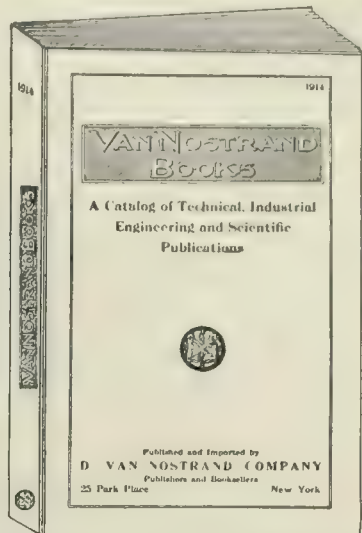 1914
1914
VAN NOSTRAND
BOOKS
A Catalog of Technical, Industrial
Engineering and Scientific
Publications
VAN NOSTRAND BOOKS
Published and Imported by
D. VAN NOSTRAND COMPANY
Publishers and Booksellers
25 Park Place New York